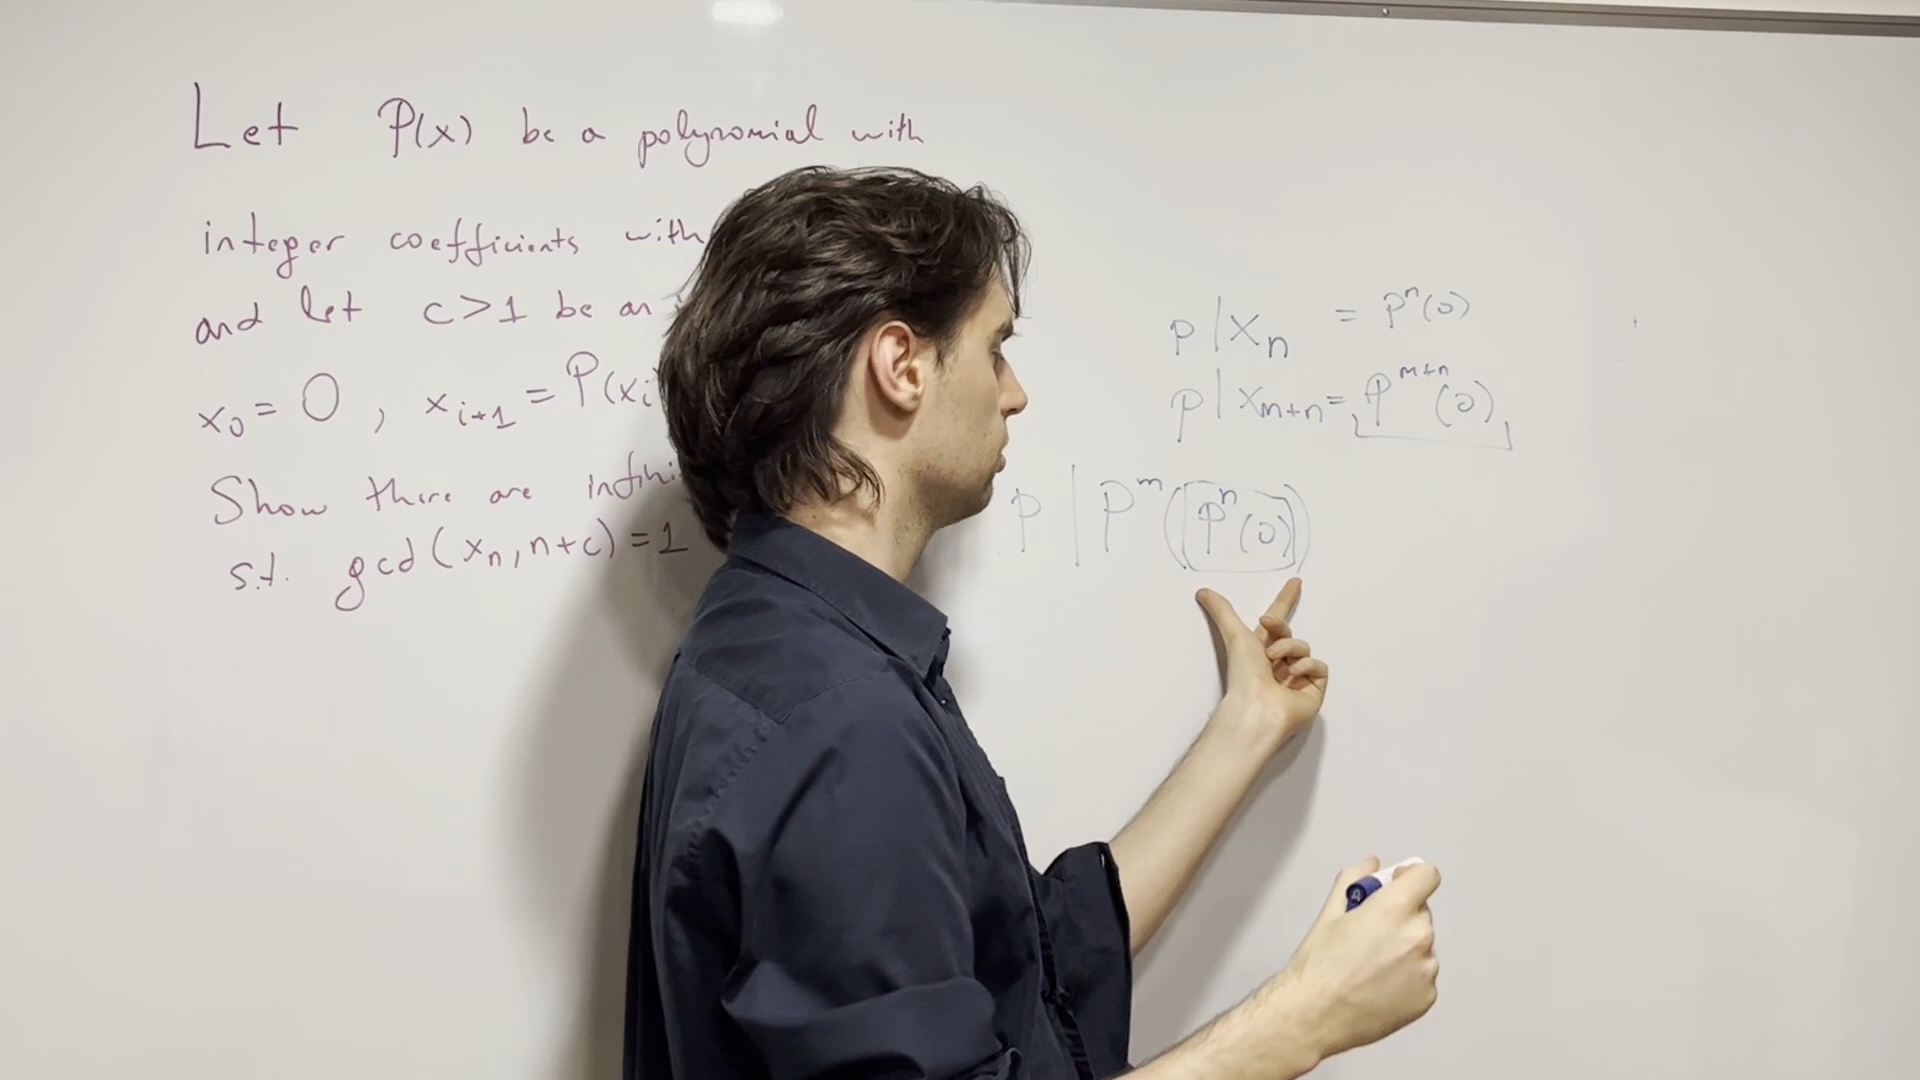 Let P(x) be a polynomial with
integer coefficients with
and let c>1 be an
x₀ = 0 , xᵢ₊₁ = P(xᵢ
Show there are
s.t. gcd(xₙ, n+c) = 1
p | xₙ = Pⁿ(0)
p | xₘ₊ₙ = Pᵐ⁺ⁿ(0)
p | Pᵐ(Pⁿ(0))